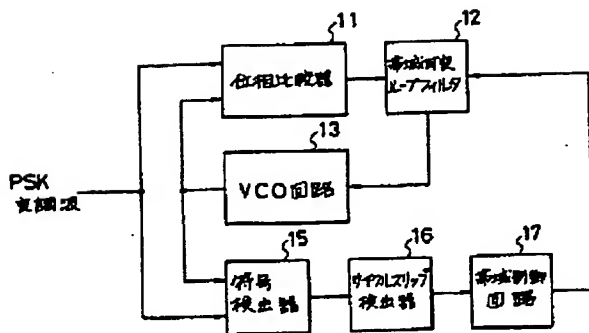 11
位相比較器
12
帯域可変
ループフィルタ
13
VCO回路
PSK
変調波
15
符号
検出器
16
サイクルスリップ
検出器
17
帯域制御
回路